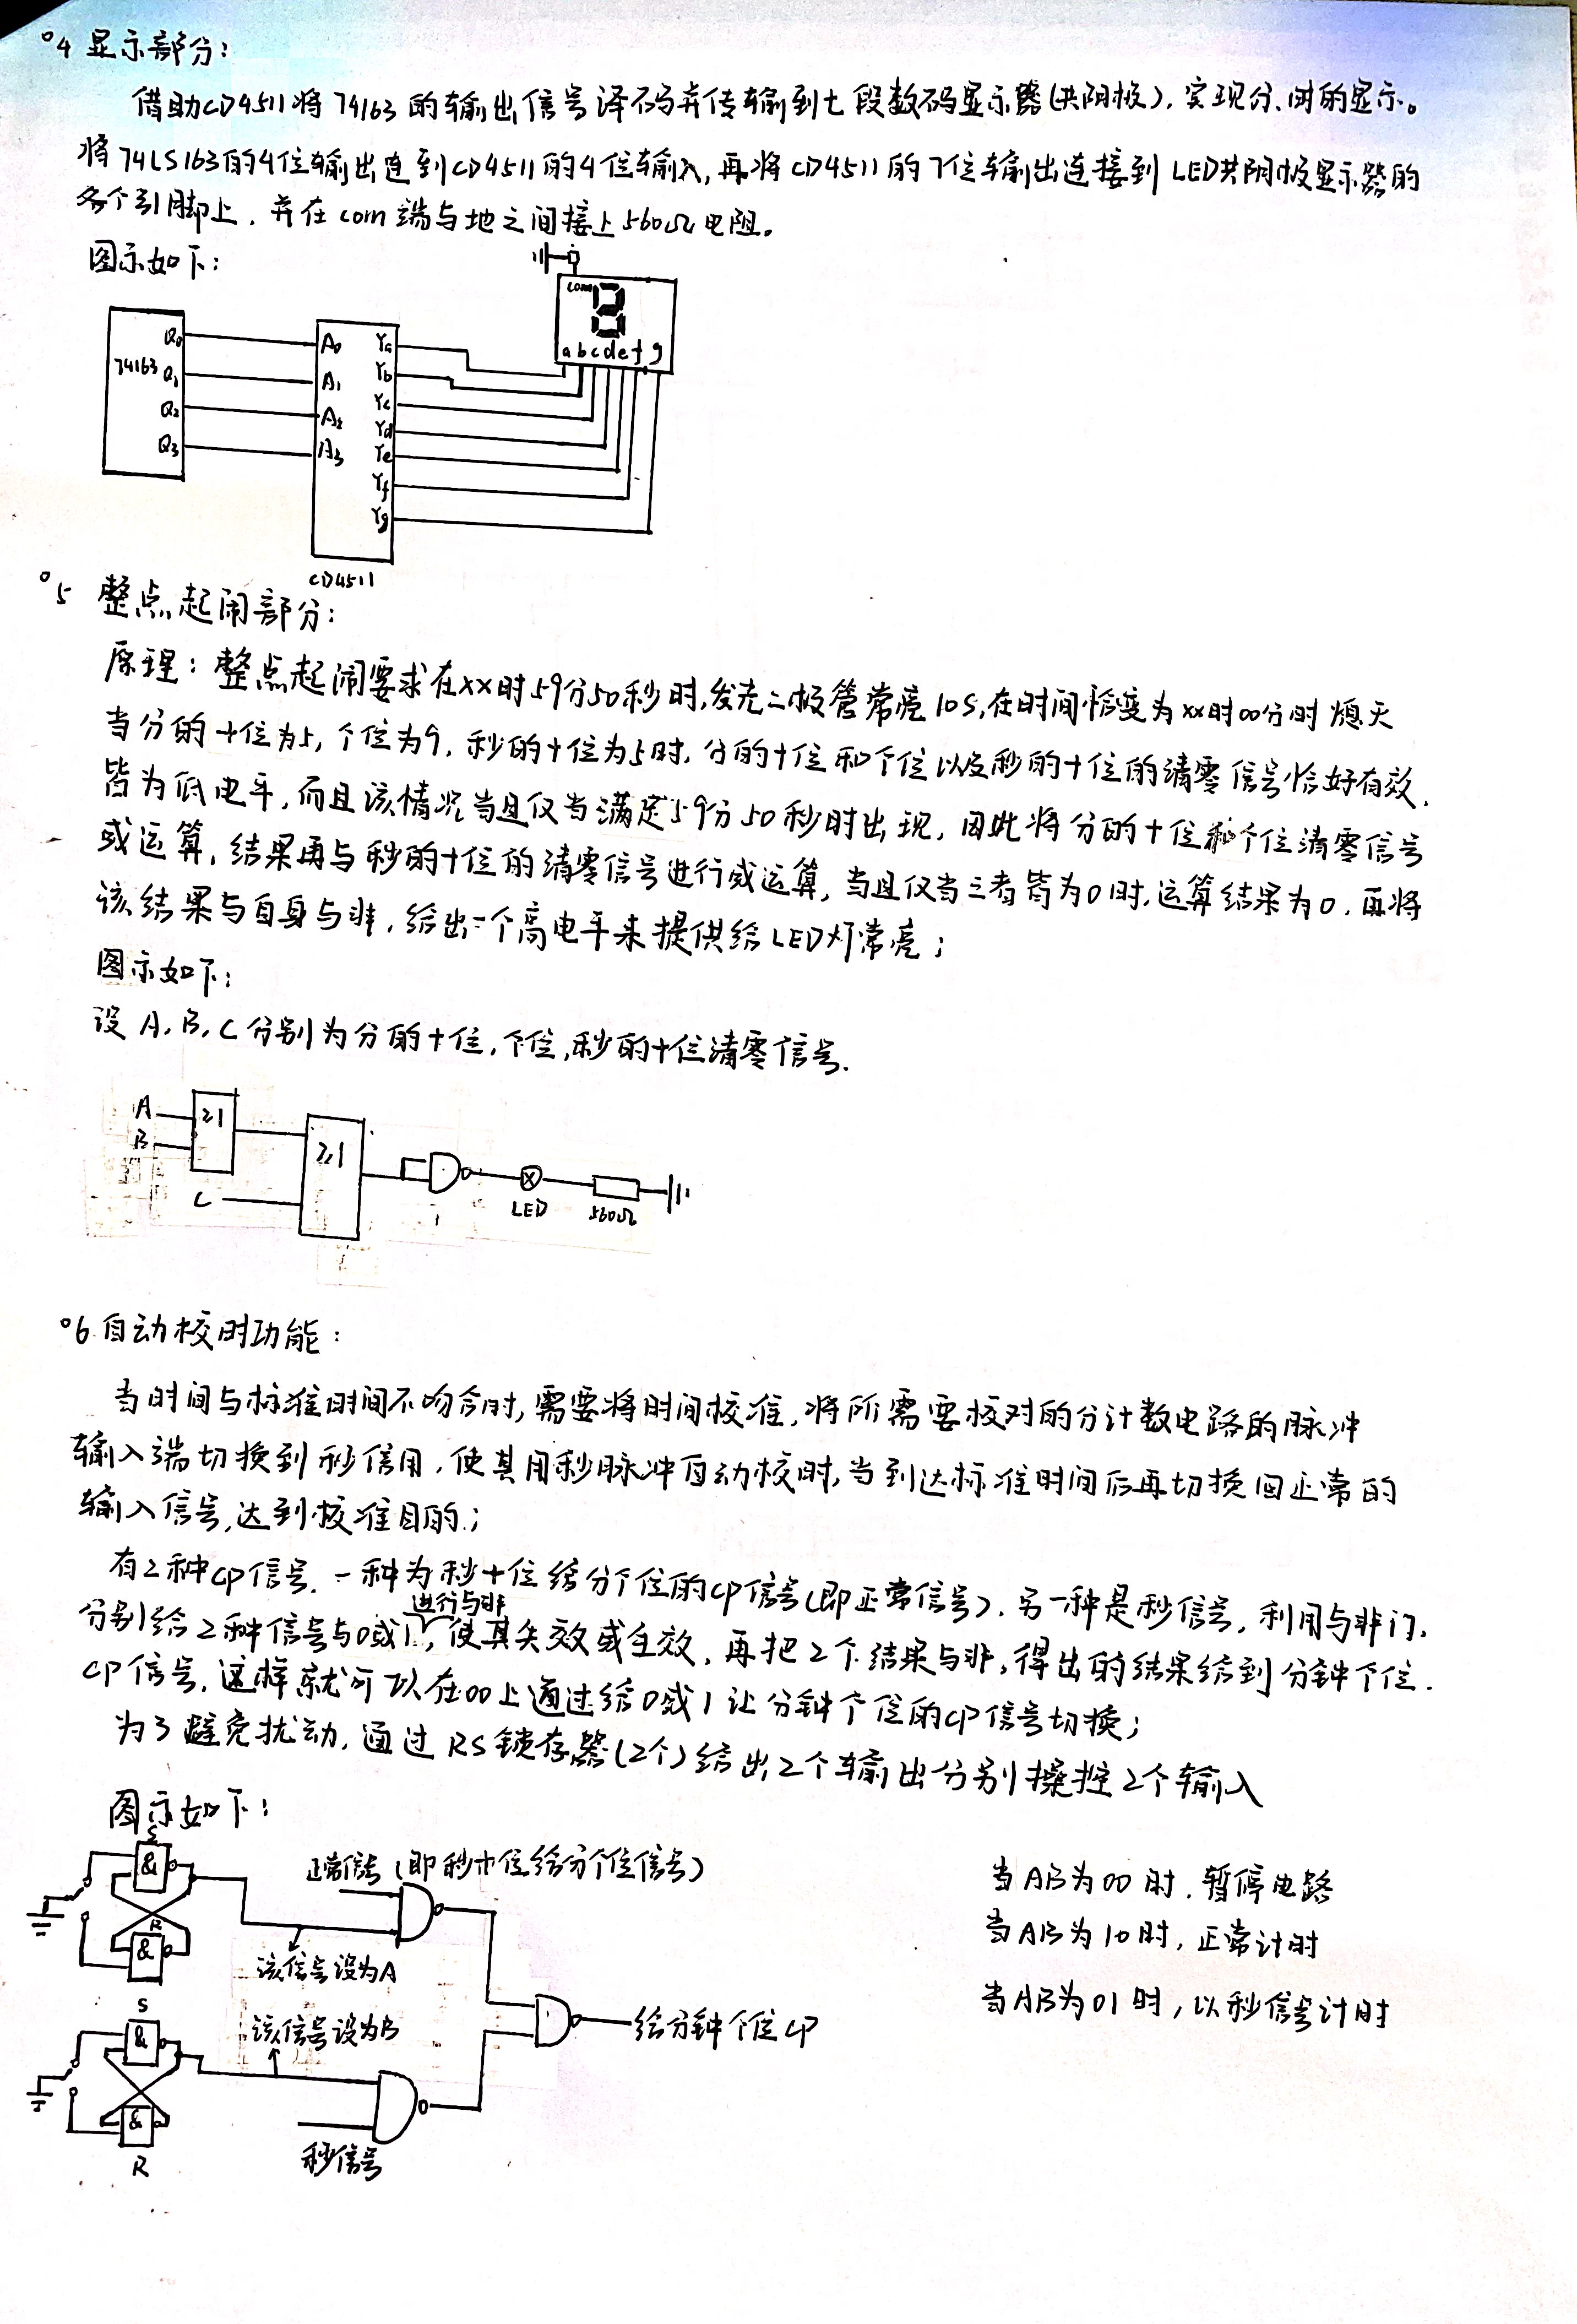 °4 显示部分:
借助CD4511将74163的输出信号译码并传输到七段数码显示器(共阴极),实现分、时的显示。
将74LS163的4位输出连到CD4511的4位输入,再将CD4511的7位输出连接到LED共阴极显示器的
各个引脚上,并在com端与地之间接上560Ω电阻。
图示如下:
com
a b c d e f g
74163 Q0 Q1 Q2 Q3
A0 A1 A2 A3
Ya Yb Yc Yd Ye Yf Yg
CD4511
°5 整点起闹部分:
原理:整点起闹要求在xx时59分50秒时,发光二极管常亮10S,在时间恰变为xx时00分时熄灭
当分的十位为5,个位为9,秒的十位为5时,分的十位和个位以及秒的十位的清零信号恰好有效,
皆为低电平,而且该情况当且仅当满足59分50秒时出现,因此将分的十位和个位清零信号
或运算,结果再与秒的十位的清零信号进行或运算,当且仅当三者皆为0时,运算结果为0,再将
该结果与自身与非,给出一个高电平来提供给LED灯常亮;
图示如下:
设A,B,C分别为分的十位,个位,秒的十位清零信号.
A
B
≥1
C
≥1
LED
560Ω
°6.自动校时功能:
当时间与标准时间不吻合时,需要将时间校准,将所需要校对的分计数电路的脉冲
输入端切换到秒信用,使其用秒脉冲自动校时,当到达标准时间后再切换回正常的
输入信号,达到校准目的;
有2种CP信号,一种为秒十位给分个位的CP信号(即正常信号),另一种是秒信号,利用与非门,
分别给2种信号与0或1进行与非,使其失效或生效,再把2个结果与非,得出的结果给到分钟个位.
CP信号,这样就可以在00上通过给0或1让分钟个位的CP信号切换;
为了避免扰动,通过RS锁存器(2个)给出2个输出分别操控2个输入
图示如下:
S
&
R
&
正常信号(即秒十位给分个位信号)
该信号设为A
S
&
该信号设为B
&
R
秒信号
给分钟个位CP
当AB为00时,暂停电路
当AB为10时,正常计时
当AB为01时,以秒信号计时